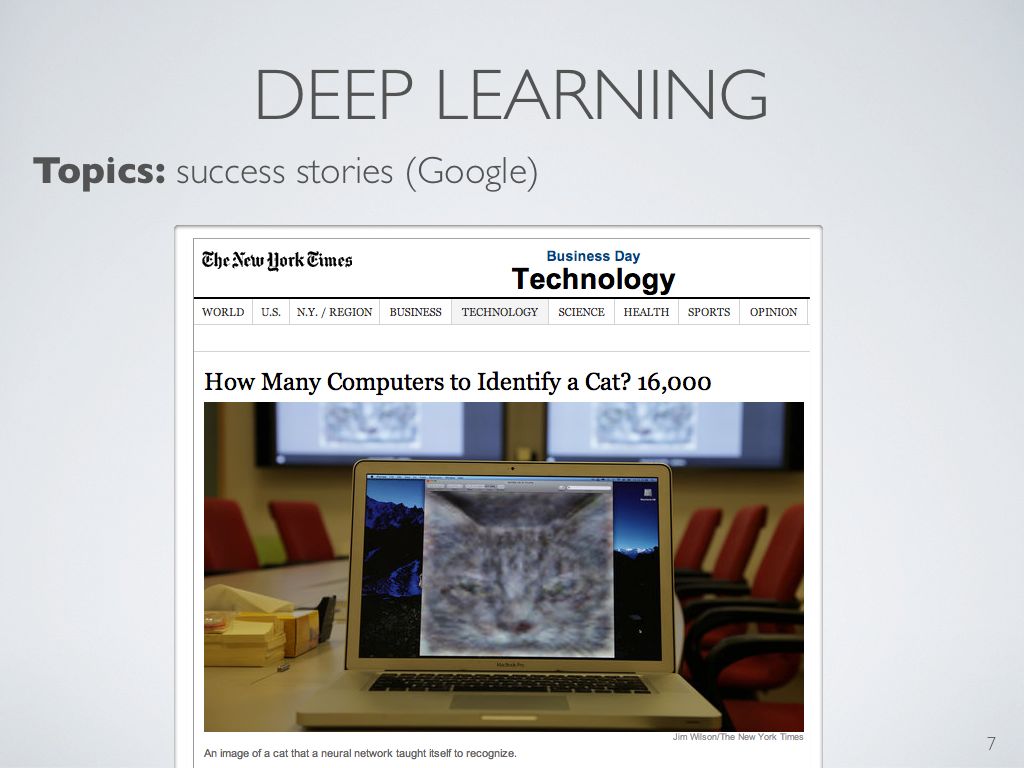 DEEP LEARNING
Topics: success stories (Google)
The New York Times
Business Day
Technology
WORLD U.S. N.Y. / REGION BUSINESS TECHNOLOGY SCIENCE HEALTH SPORTS OPINION
How Many Computers to Identify a Cat? 16,000
MacBook Pro
Jim Wilson/The New York Times
An image of a cat that a neural network taught itself to recognize.
7